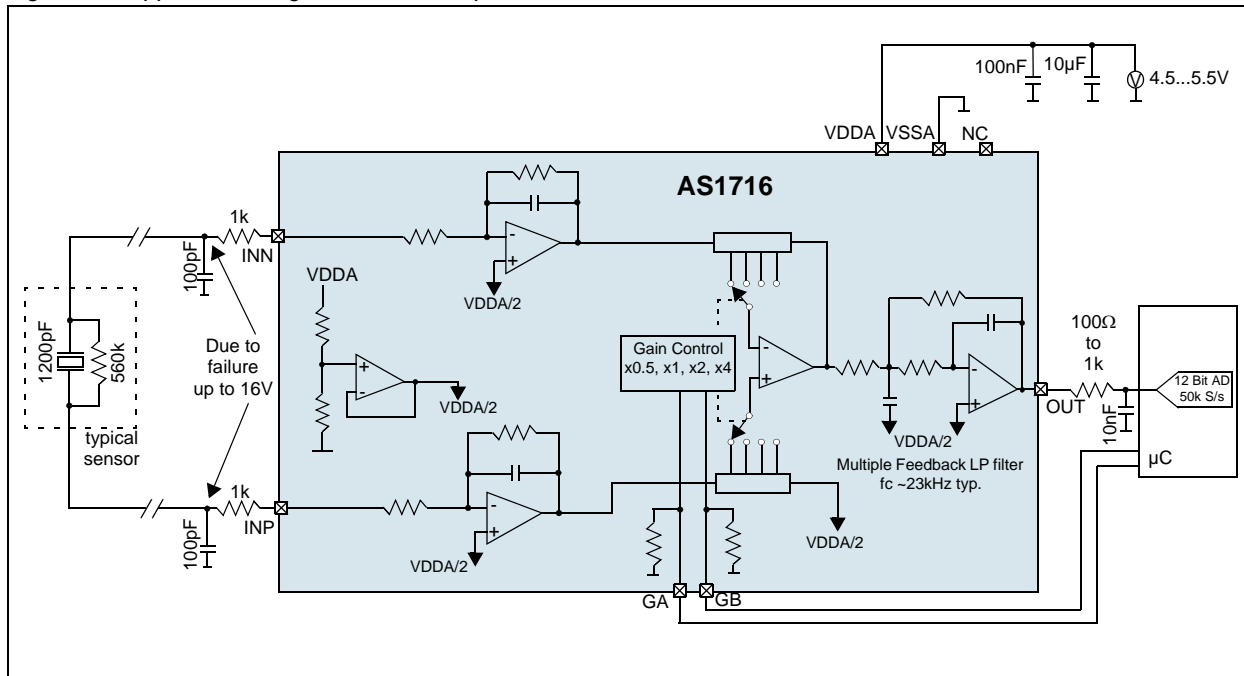 100nF
10µF
4.5...5.5V
VDDA
VSSA
NC
AS1716
1k
INN
100pF
VDDA/2
VDDA
1200pF
560k
typical
sensor
Due to
failure
up to 16V
VDDA/2
Gain Control
x0.5, x1, x2, x4
100Ω
to
1k
OUT
10nF
12 Bit AD
50k S/s
µC
VDDA/2
Multiple Feedback LP filter
fc ~23kHz typ.
1k
INP
100pF
VDDA/2
VDDA/2
GA
GB